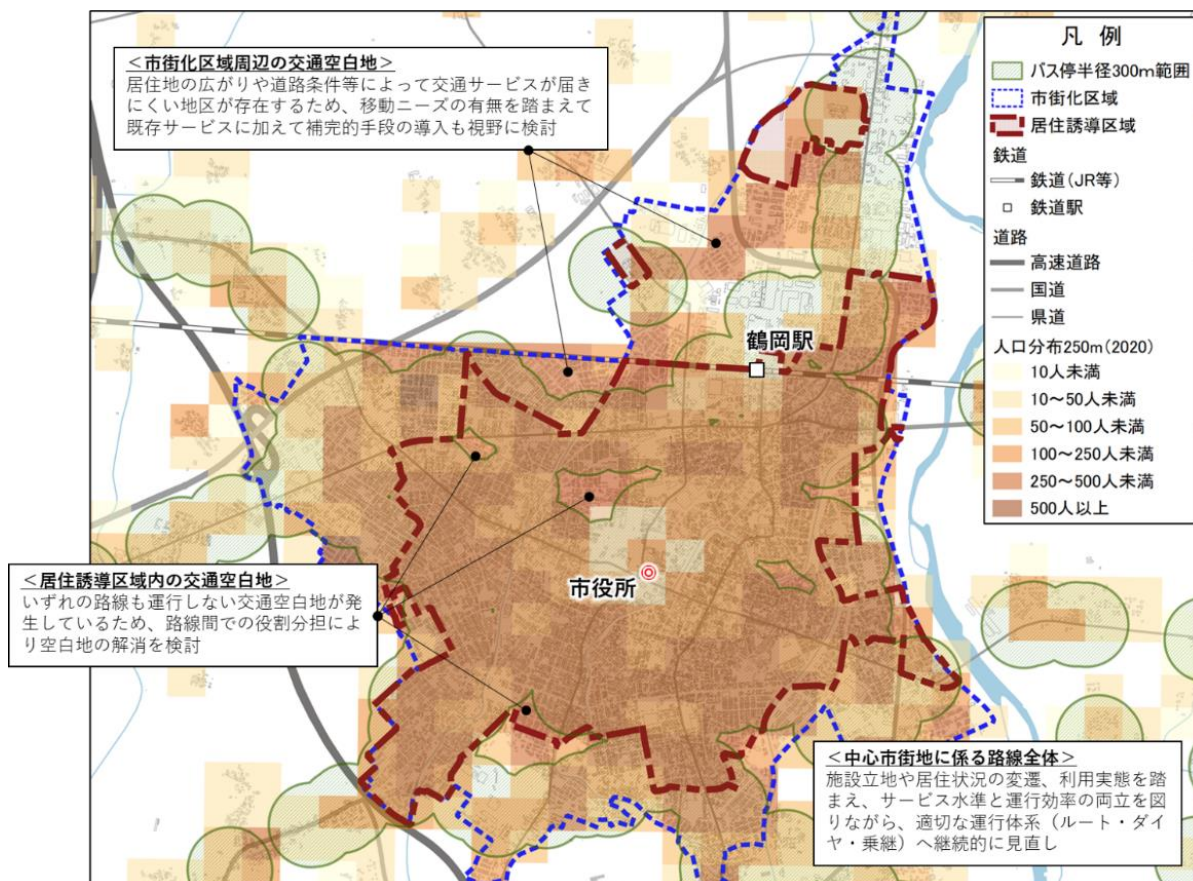 <市街化区域周辺の交通空白地>
居住地の広がりや道路条件等によって交通サービスが届き
にくい地区が存在するため、移動ニーズの有無を踏まえて
既存サービスに加えて補完的手段の導入も視野に検討
凡 例
バス停半径300m範囲
市街化区域
居住誘導区域
鉄道
鉄道(JR等)
鉄道駅
道路
高速道路
国道
県道
人口分布250m(2020)
10人未満
10～50人未満
50～100人未満
100～250人未満
250～500人未満
500人以上
鶴岡駅
市役所
<居住誘導区域内の交通空白地>
いずれの路線も運行しない交通空白地が発
生しているため、路線間での役割分担によ
り空白地の解消を検討
<中心市街地に係る路線全体>
施設立地や居住状況の変遷、利用実態を踏
まえ、サービス水準と運行効率の両立を図
りながら、適切な運行体系（ルート・ダイ
ヤ・乗継）へ継続的に見直し